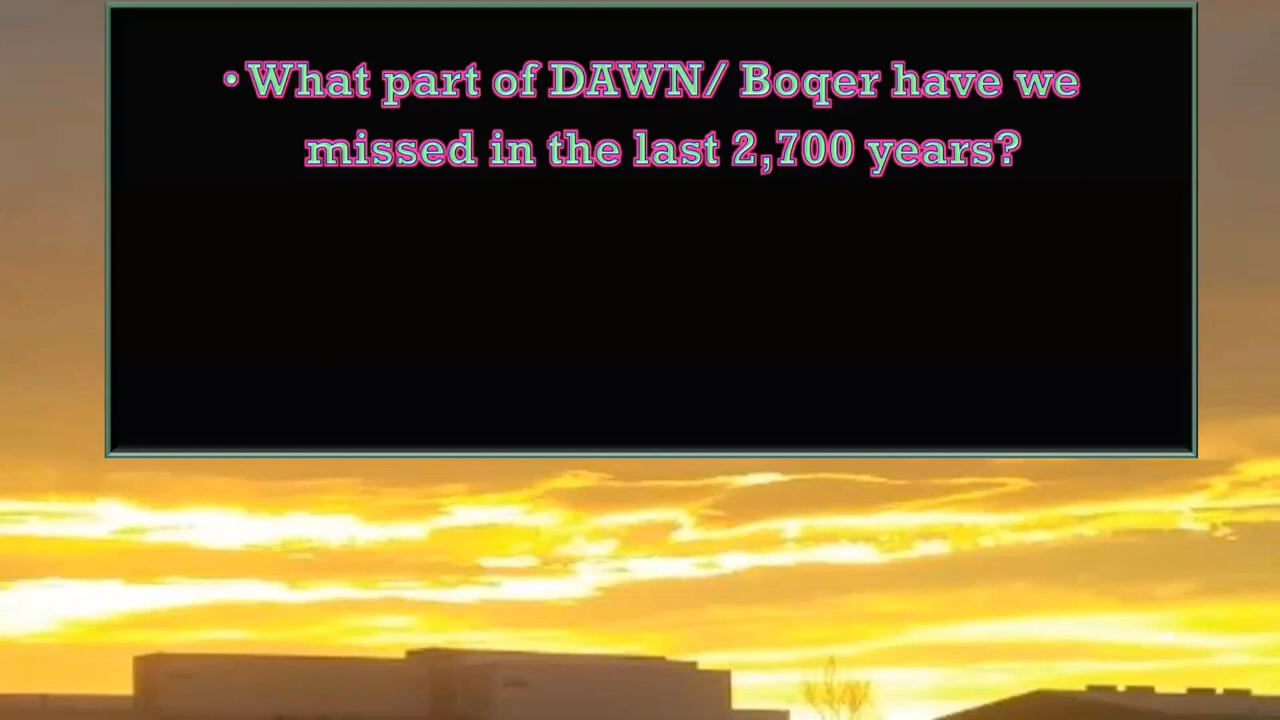 • What part of DAWN/ Boqer have we
missed in the last 2,700 years?